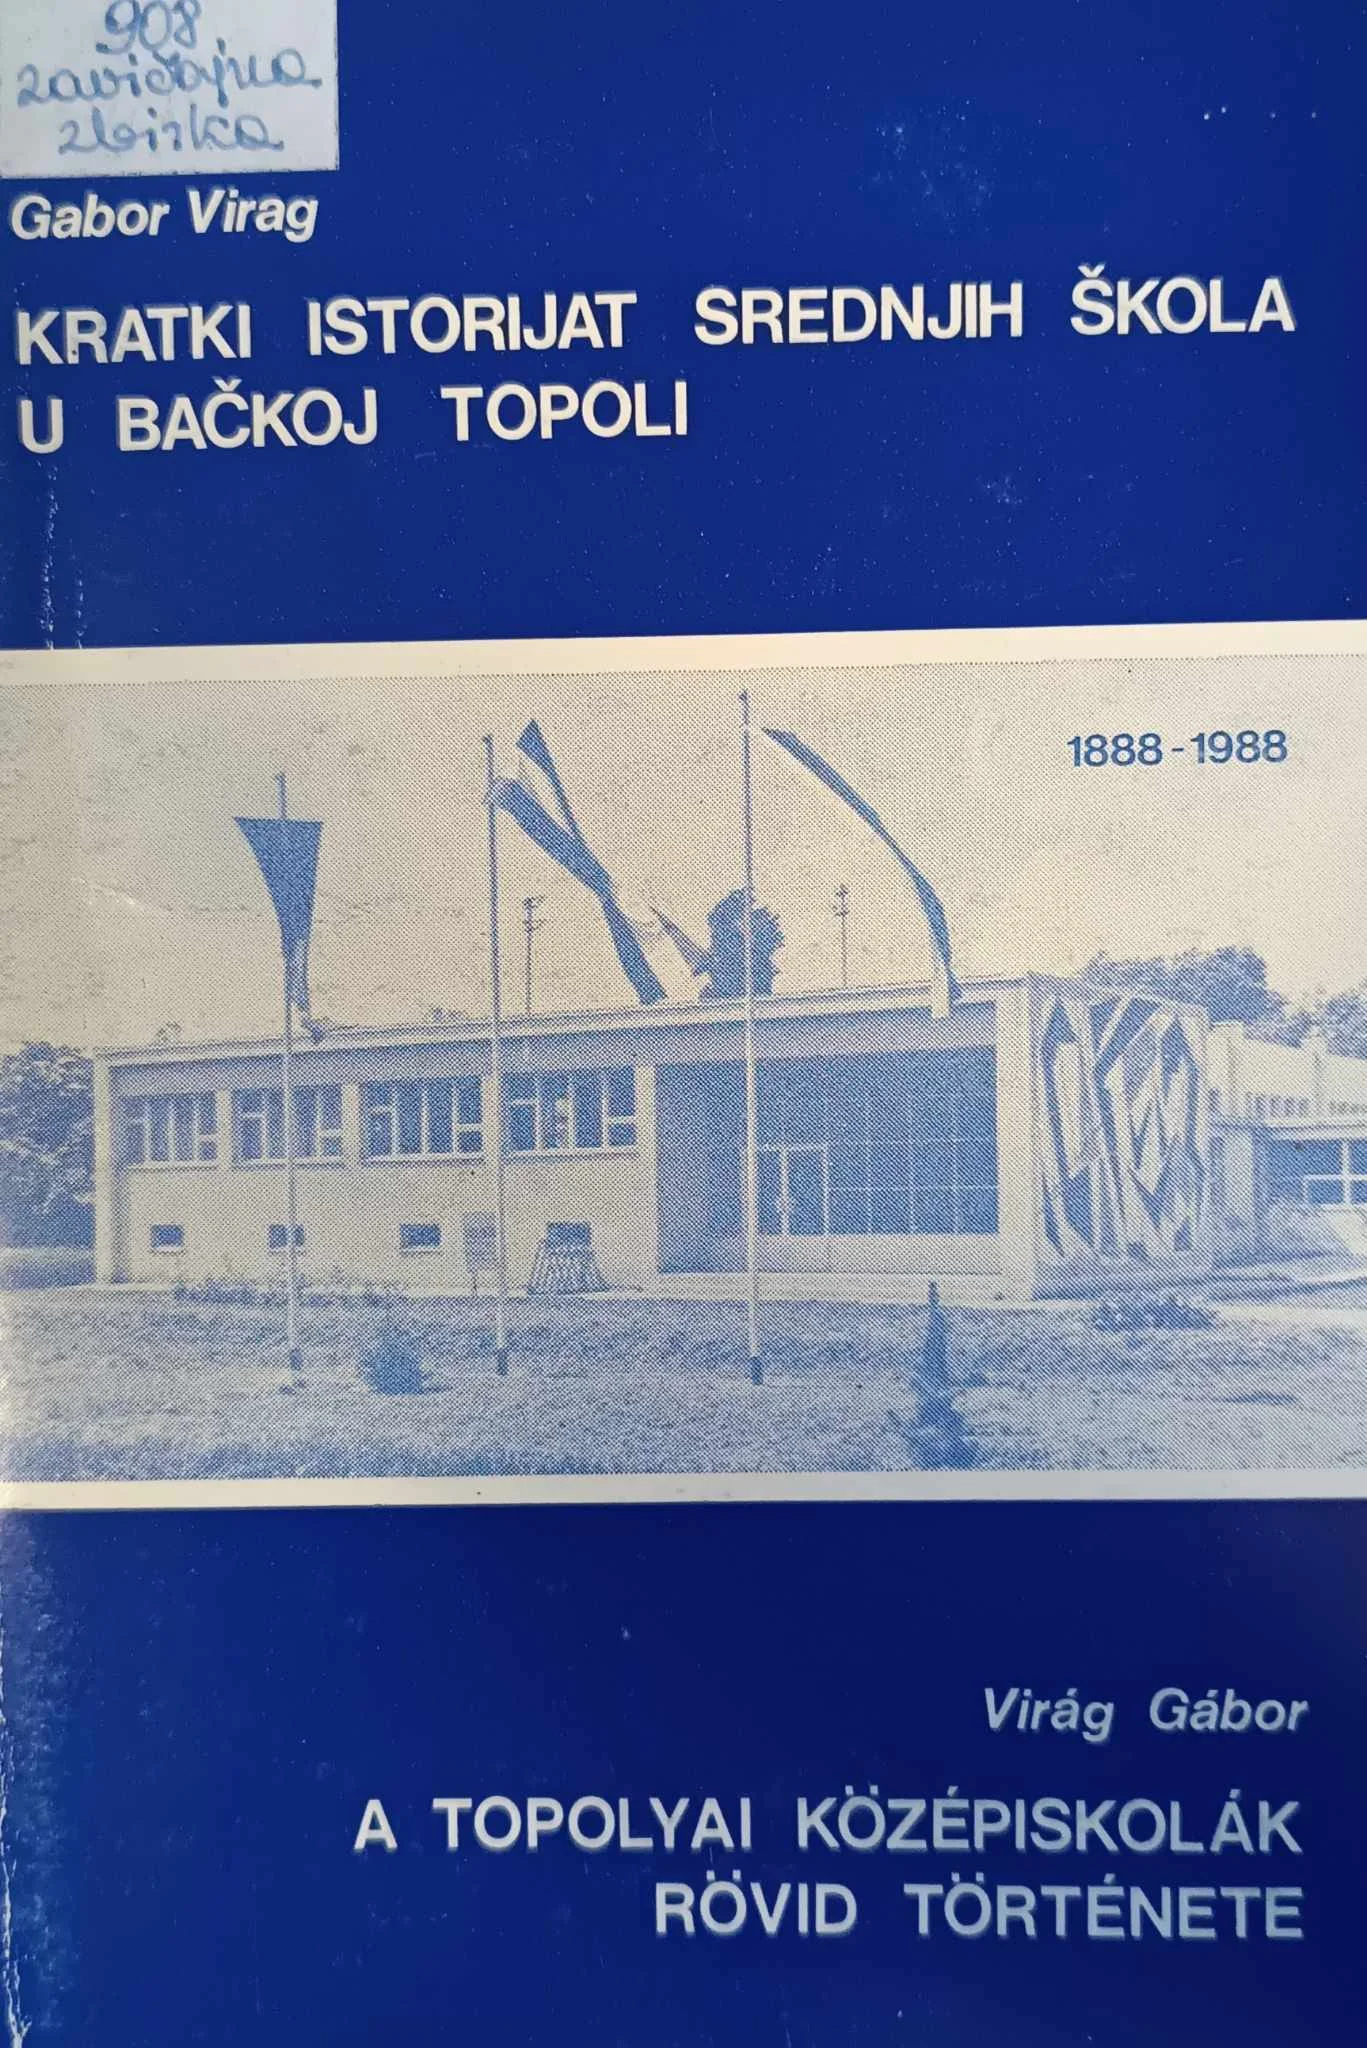 908
zavičajna
zbirka
Gabor Virag
KRATKI ISTORIJAT SREDNJIH ŠKOLA
U BAČKOJ TOPOLI
1888-1988
Virág Gábor
A TOPOLYAI KÖZÉPISKOLÁK
RÖVID TÖRTÉNETE